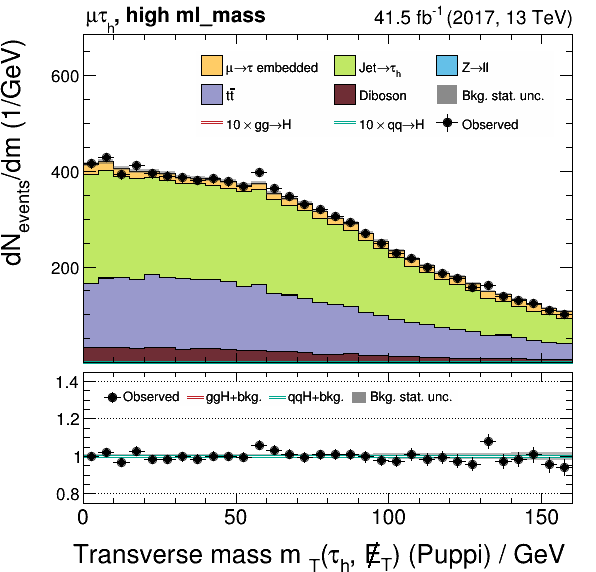 μτh, high ml_mass 41.5 fb-1 (2017, 13 TeV)
dNevents/dm (1/GeV)
600
400
200
μ→τ embedded Jet→τh Z→ll
tt̄ Diboson Bkg. stat. unc.
10 × gg→H 10 × qq→H Observed
1.4
1.2
1
0.8
Observed ggH+bkg. qqH+bkg. Bkg. stat. unc.
0 50 100 150
Transverse mass m T(τh, E̸T) (Puppi) / GeV